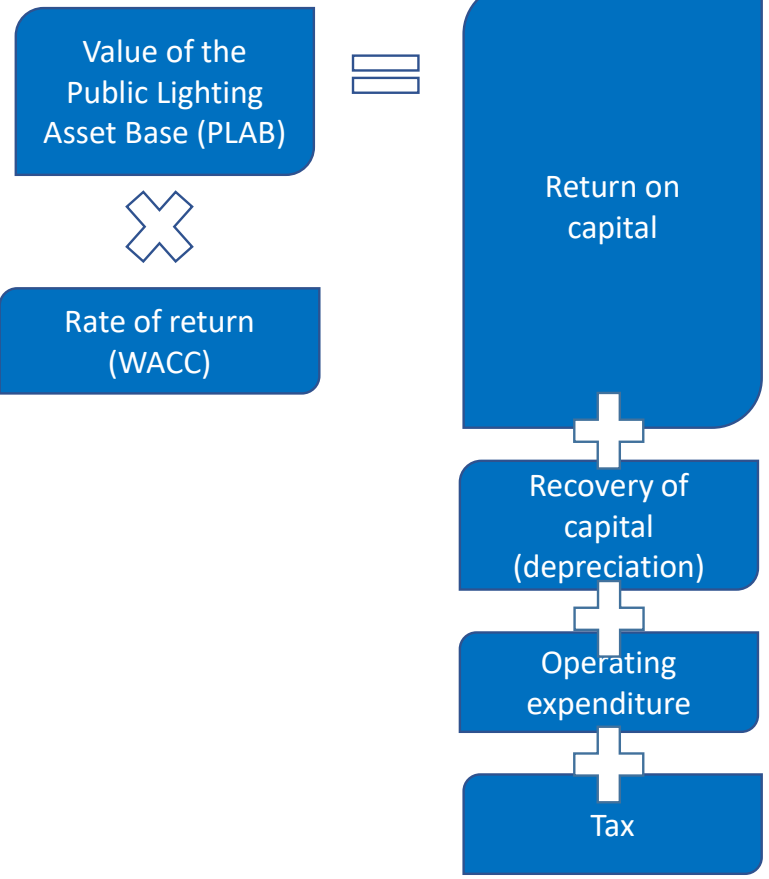 Value of the
Public Lighting
Asset Base (PLAB)
Rate of return
(WACC)
Return on
capital
Recovery of
capital
(depreciation)
Operating
expenditure
Tax